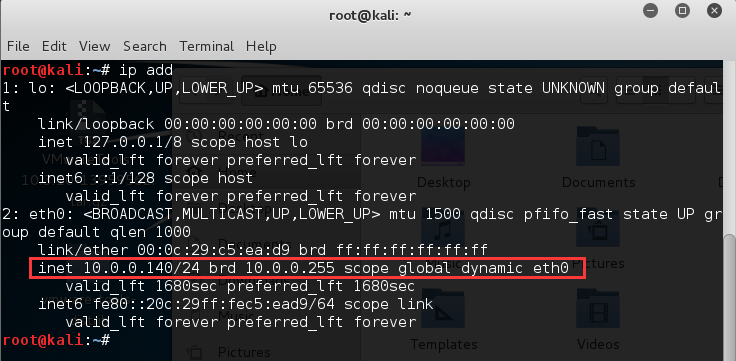 root@kali: ~
File Edit View Search Terminal Help
root@kali:~# ip add
1: lo: <LOOPBACK,UP,LOWER_UP> mtu 65536 qdisc noqueue state UNKNOWN group defaul
t
link/loopback 00:00:00:00:00:00 brd 00:00:00:00:00:00
inet 127.0.0.1/8 scope host lo
valid_lft forever preferred_lft forever
inet6 ::1/128 scope host
valid_lft forever preferred_lft forever
Desktop
Documents
2: eth0: <BROADCAST,MULTICAST,UP,LOWER_UP> mtu 1500 qdisc pfifo_fast state UP gr
oup default qlen 1000
link/ether 00:0c:29:c5:ea:d9 brd ff:ff:ff:ff:ff:ff
inet 10.0.0.140/24 brd 10.0.0.255 scope global dynamic eth0
Pictures
valid_lft 1680sec preferred_lft 1680sec
inet6 fe80::20c:29ff:fec5:ead9/64 scope link
valid_lft forever preferred_lft forever
root@kali:~#
Pictures
Templates
Videos